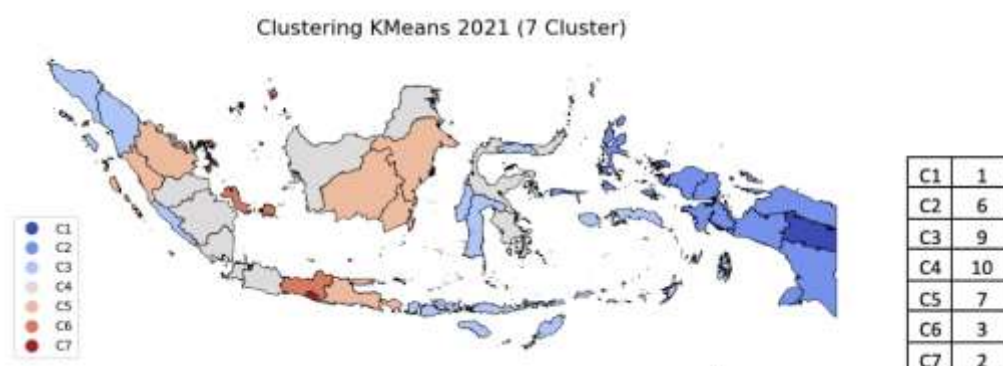 Clustering KMeans 2021 (7 Cluster)
C1
C2
C3
C4
C5
C6
C7
C1 1
C2 6
C3 9
C4 10
C5 7
C6 3
C7 2